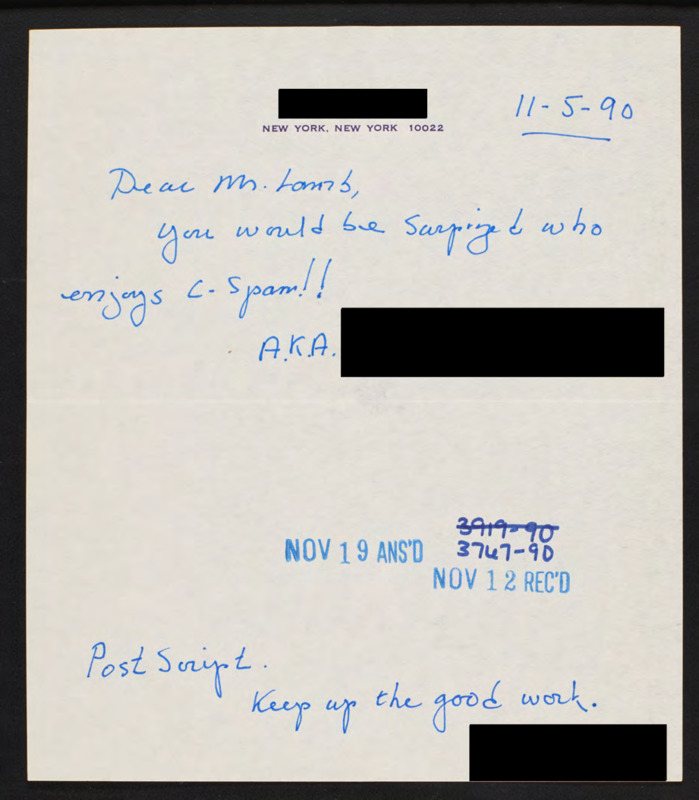 11-5-90
NEW YORK, NEW YORK 10022
Dear Mr. Lamb,
you would be surprized who
enjoys C-Span!!
A.K.A.
3919-90
NOV 19 ANS'D
3747-90
NOV 12 REC'D
Post Script.
Keep up the good work.